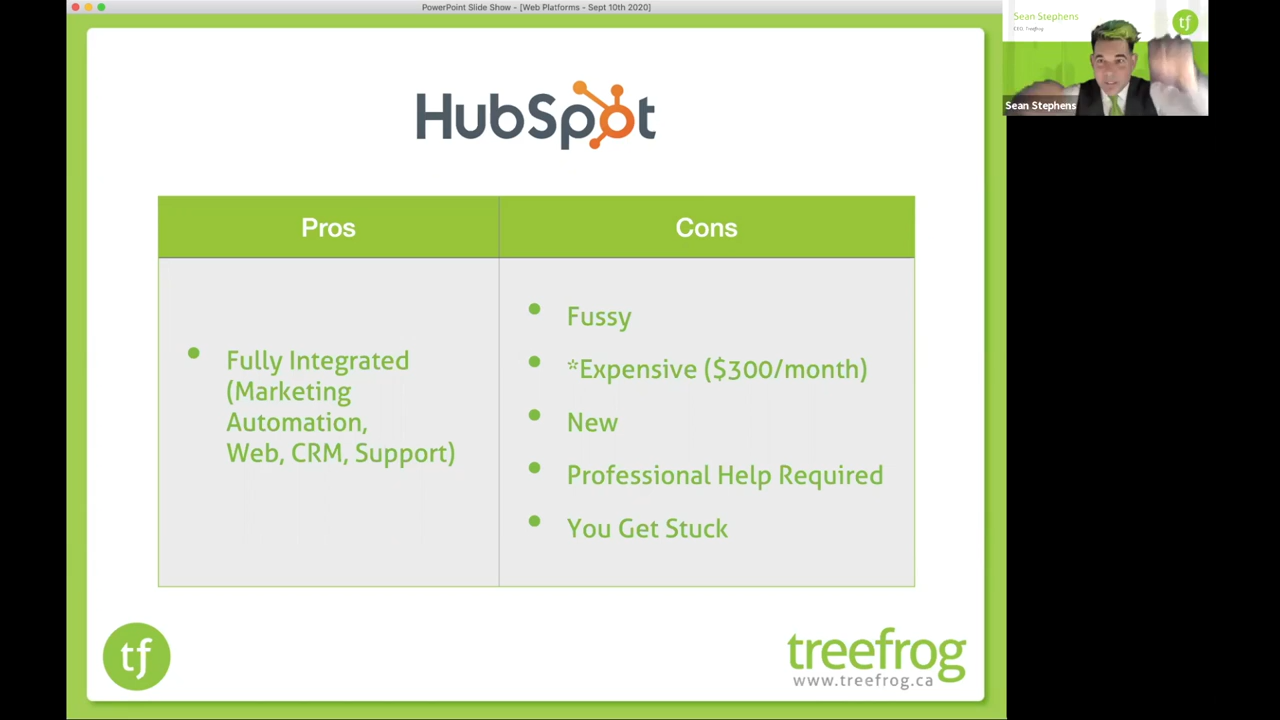 PowerPoint Slide Show - [Web Platforms - Sept 10th 2020]
Sean Stephens
CEO, Treefrog
tf
Sean Stephens
HubSpot
Pros
Cons
Fully Integrated
(Marketing
Automation,
Web, CRM, Support)
Fussy
*Expensive ($300/month)
New
Professional Help Required
You Get Stuck
tf
treefrog
www.treefrog.ca